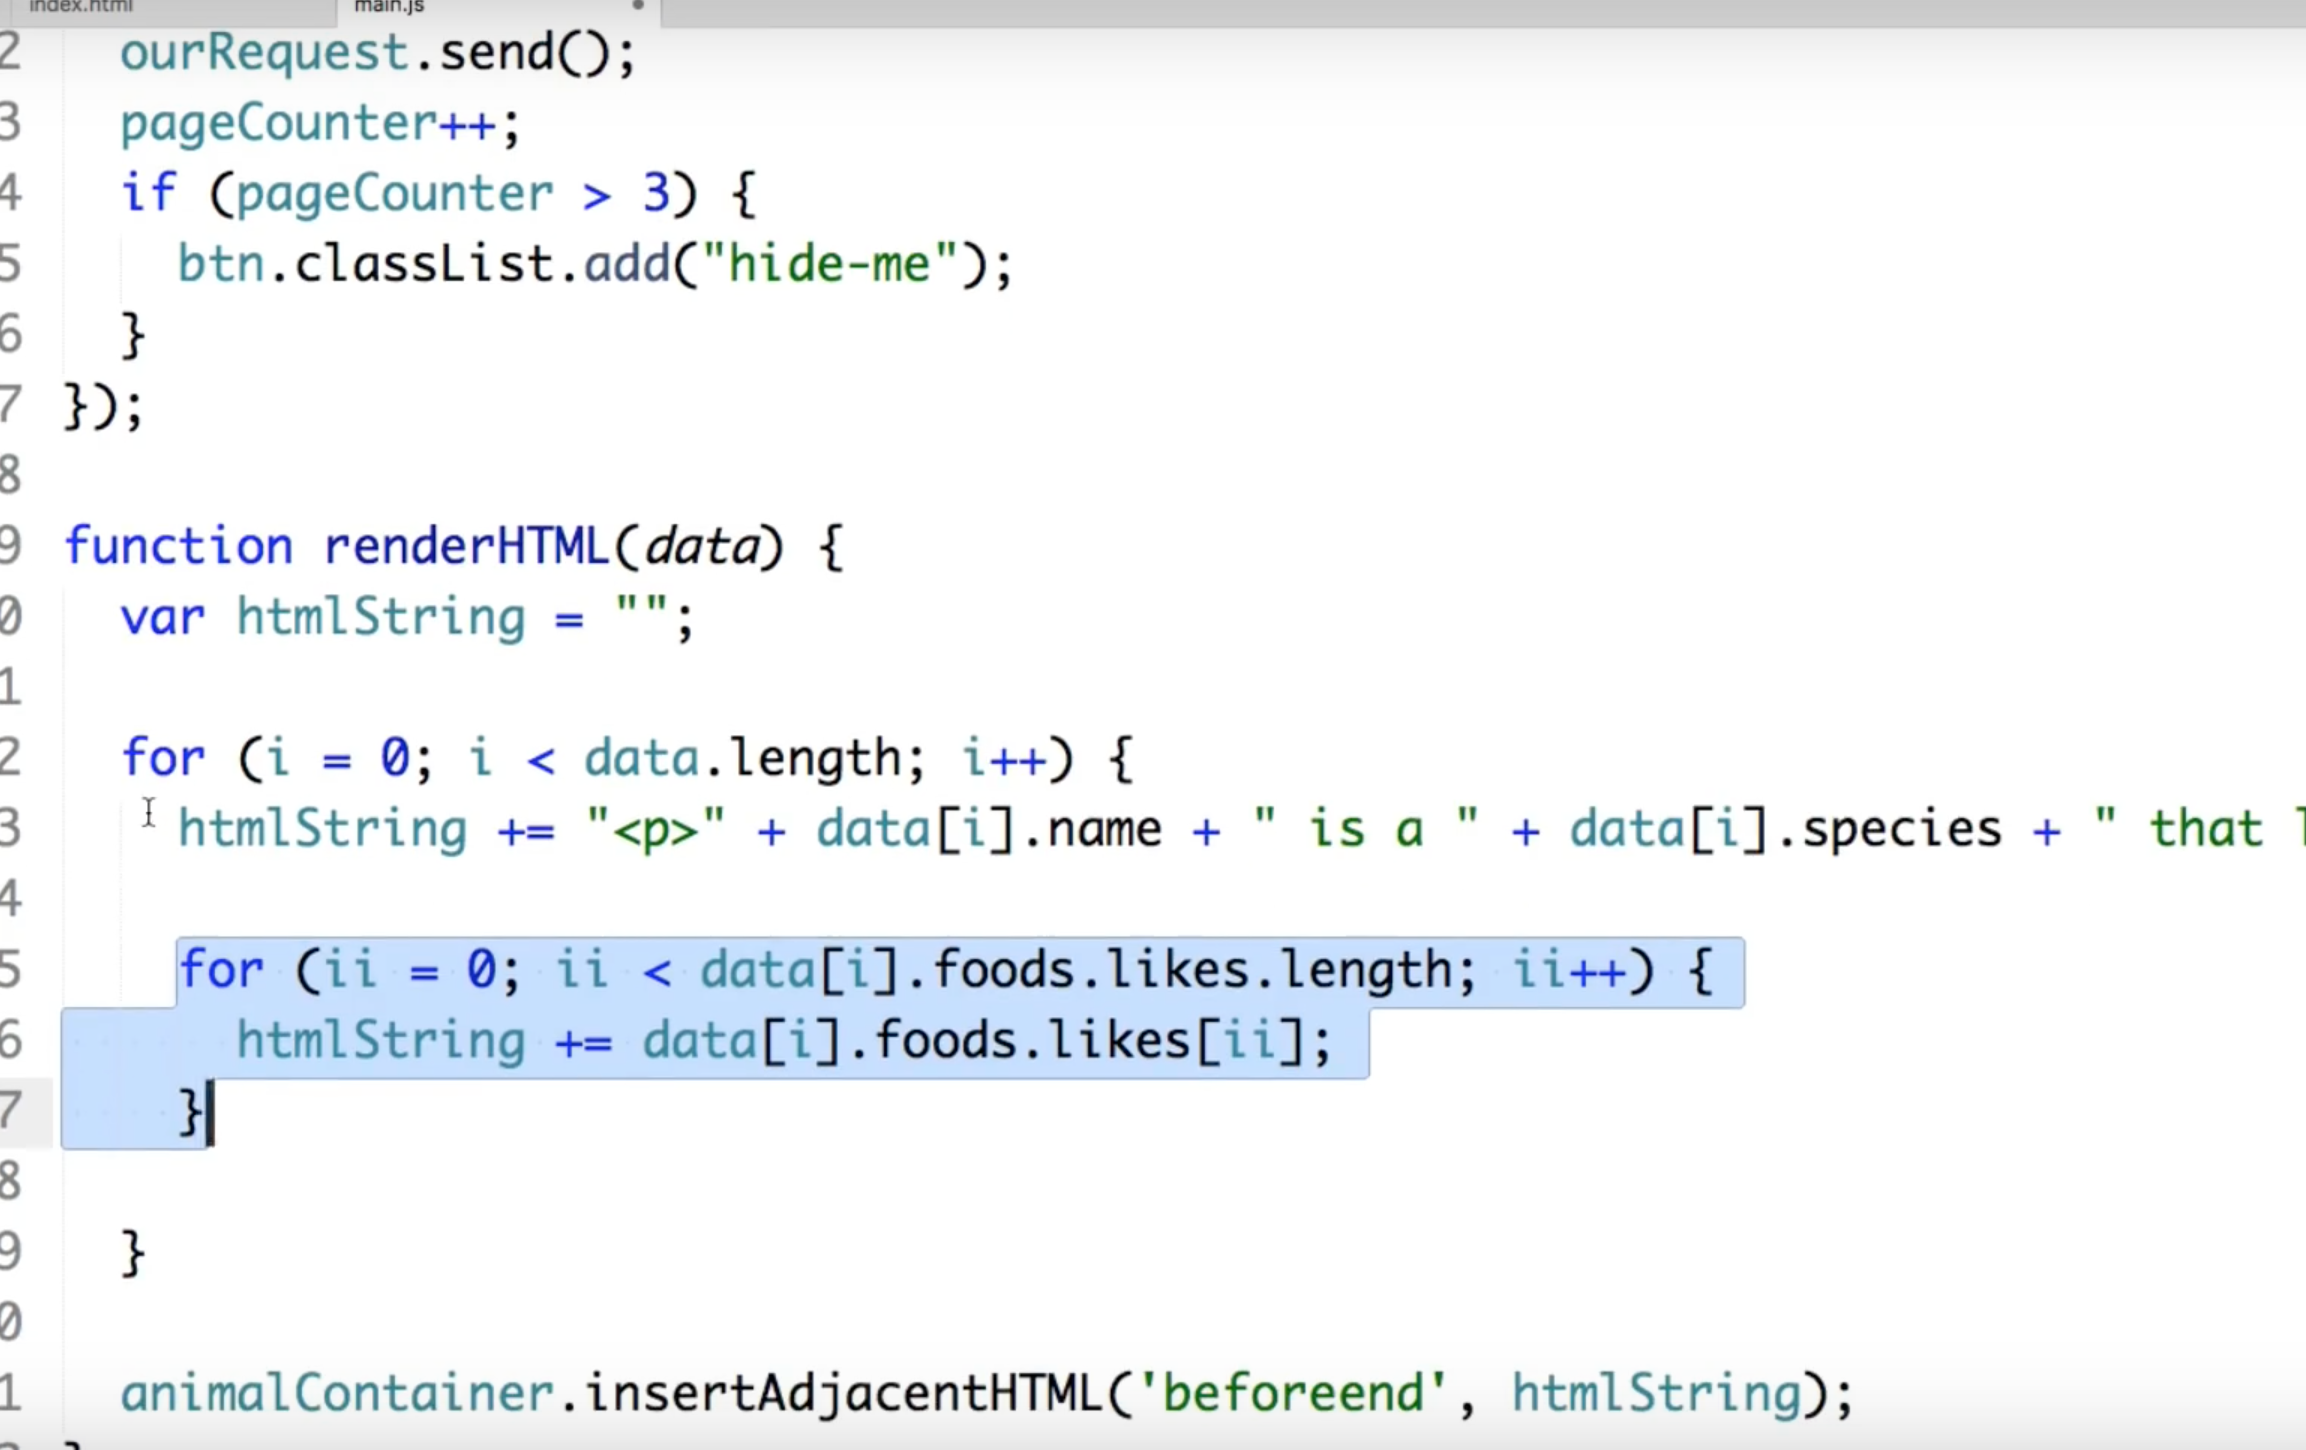 index.html main.js
2 ourRequest.send();
3 pageCounter++;
4 if (pageCounter > 3) {
5 btn.classList.add("hide-me");
6 }
7 });
8
9 function renderHTML(data) {
0 var htmlString = "";
1
2 for (i = 0; i < data.length; i++) {
3 htmlString += "<p>" + data[i].name + " is a " + data[i].species + " that
4
5 for (ii = 0; ii < data[i].foods.likes.length; ii++) {
6 htmlString += data[i].foods.likes[ii];
7 }
8
9 }
0
1 animalContainer.insertAdjacentHTML('beforeend', htmlString);